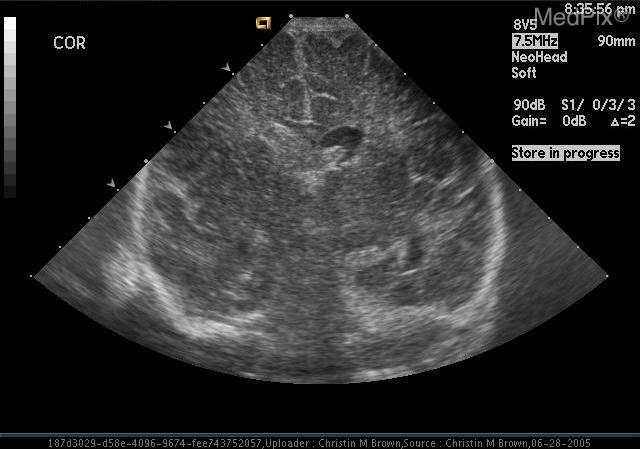 8:35:56 pm
MedPix®
COR
8V5
7.5MHz 90mm
NeoHead
Soft
90dB S1/ 0/3/ 3
Gain= 0dB Δ=2
Store in progress
187d3029-d58e-4096-9674-fee743752057,Uploader : Christin M Brown,Source : Christin M Brown,06-28-2005